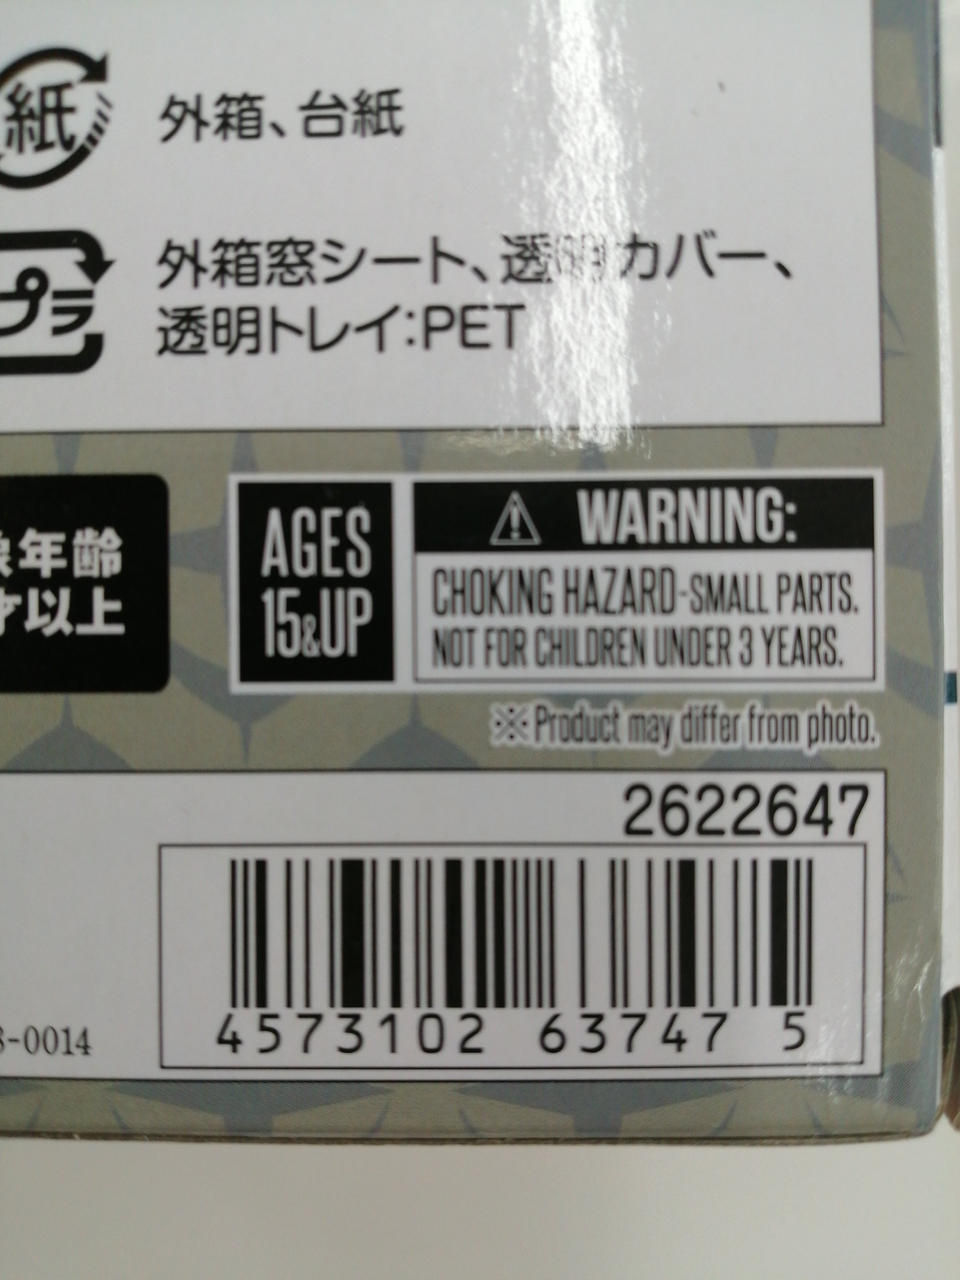 紙
外箱、台紙
プラ
外箱窓シート、透明カバー、
透明トレイ:PET
年齢
才以上
AGES
15&UP
WARNING:
CHOKING HAZARD-SMALL PARTS.
NOT FOR CHILDREN UNDER 3 YEARS.
※Product may differ from photo.
2622647
-0014
4573102 63747 5